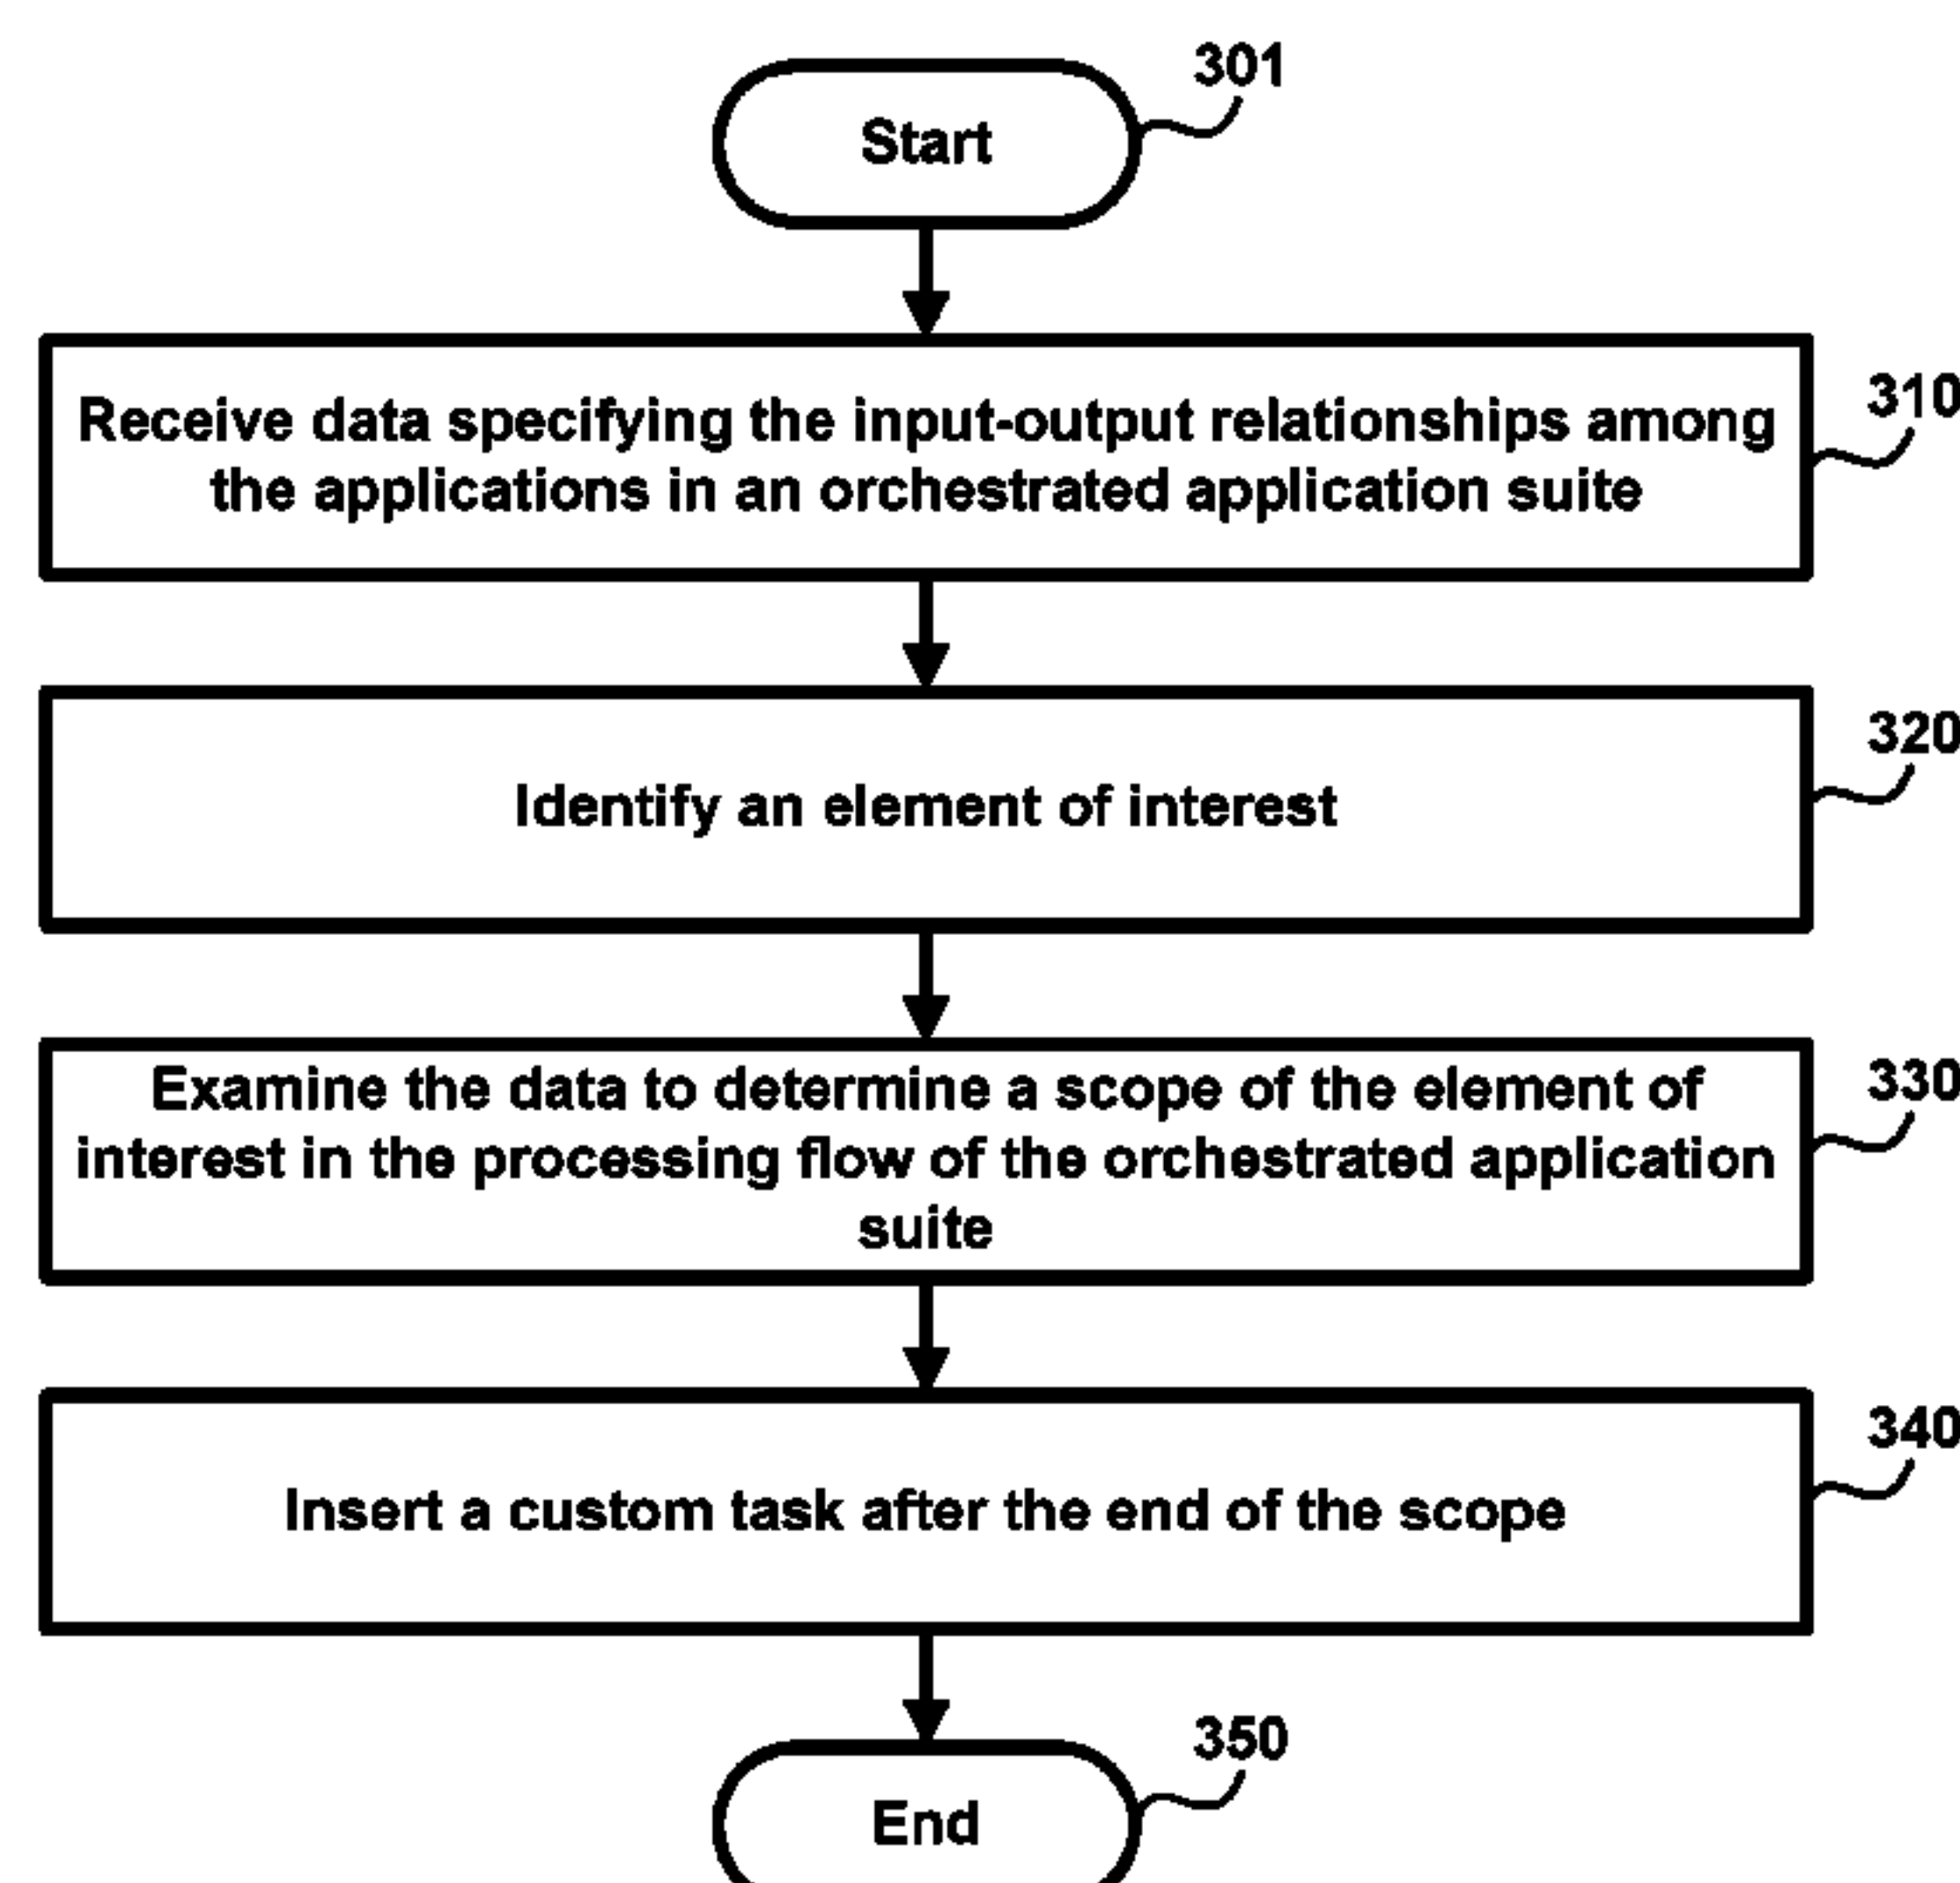 301
Start
310
Receive data specifying the input-output relationships among
the applications in an orchestrated application suite
320
Identify an element of interest
330
Examine the data to determine a scope of the element of
interest in the processing flow of the orchestrated application
suite
340
Insert a custom task after the end of the scope
350
End